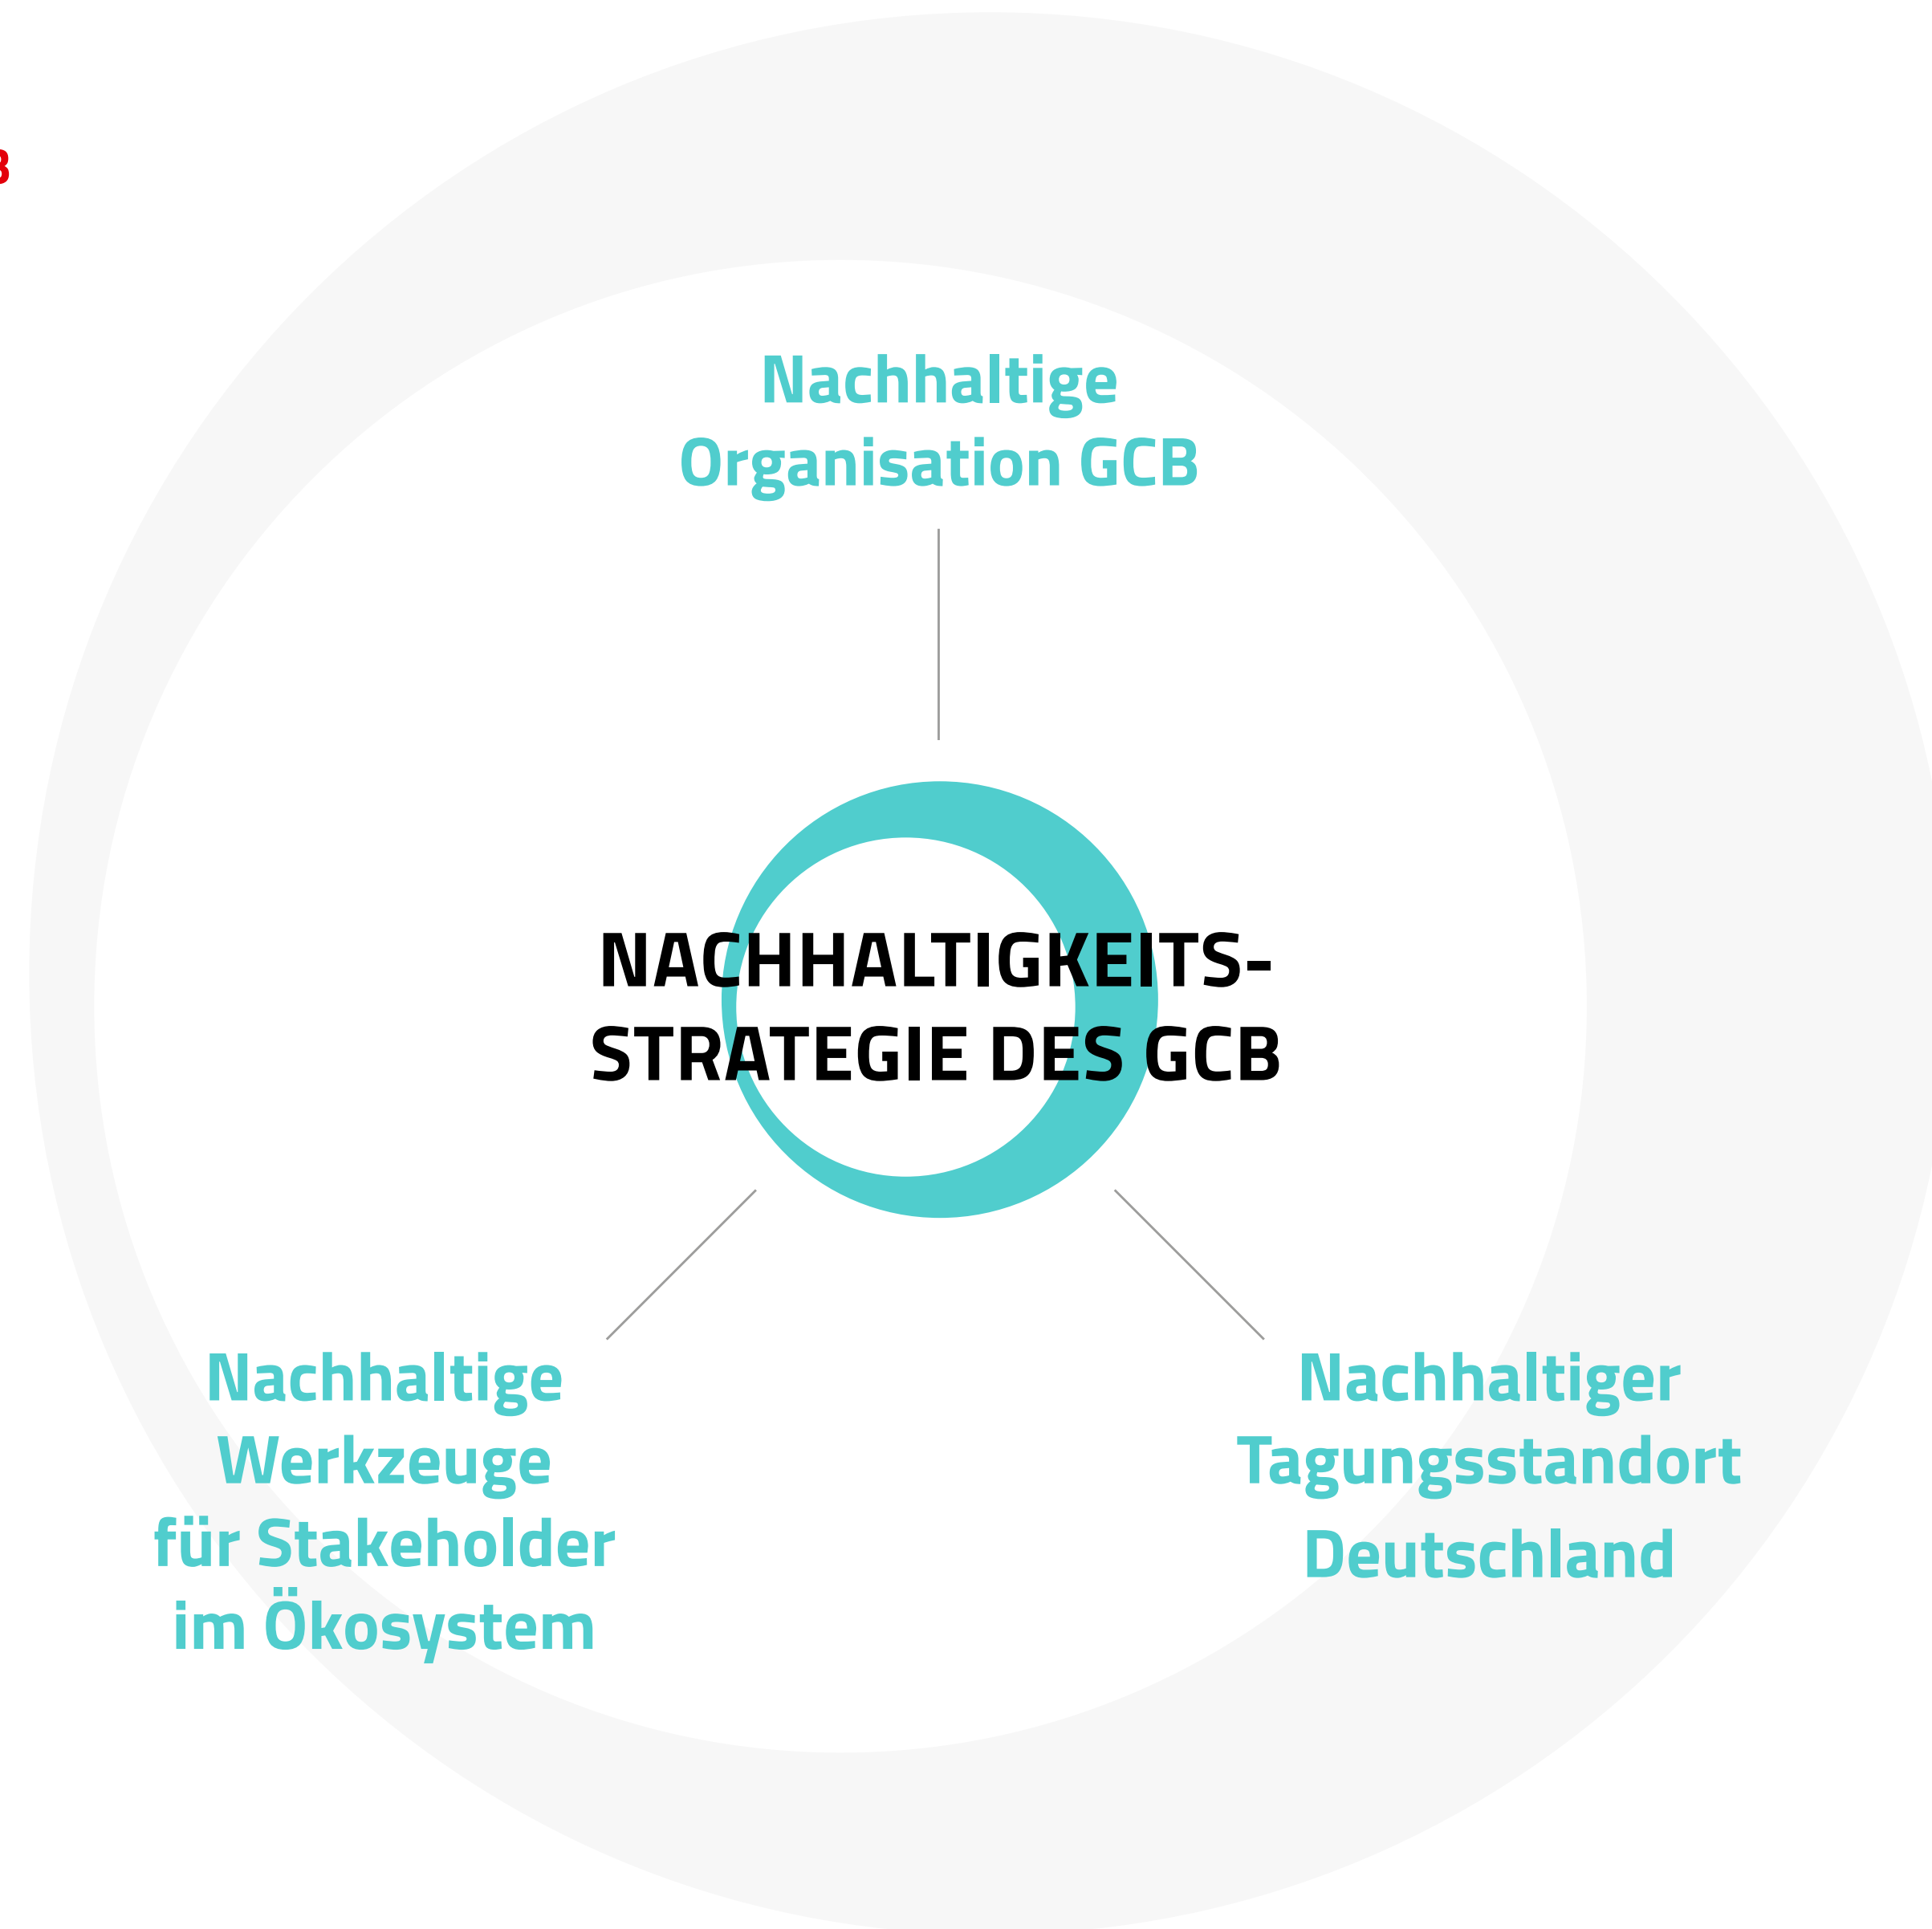 Nachhaltige
Organisation GCB
NACHHALTIGKEITS-
STRATEGIE DES GCB
Nachhaltige
Werkzeuge
für Stakeholder
im Ökosystem
Nachhaltiger
Tagungsstandort
Deutschland